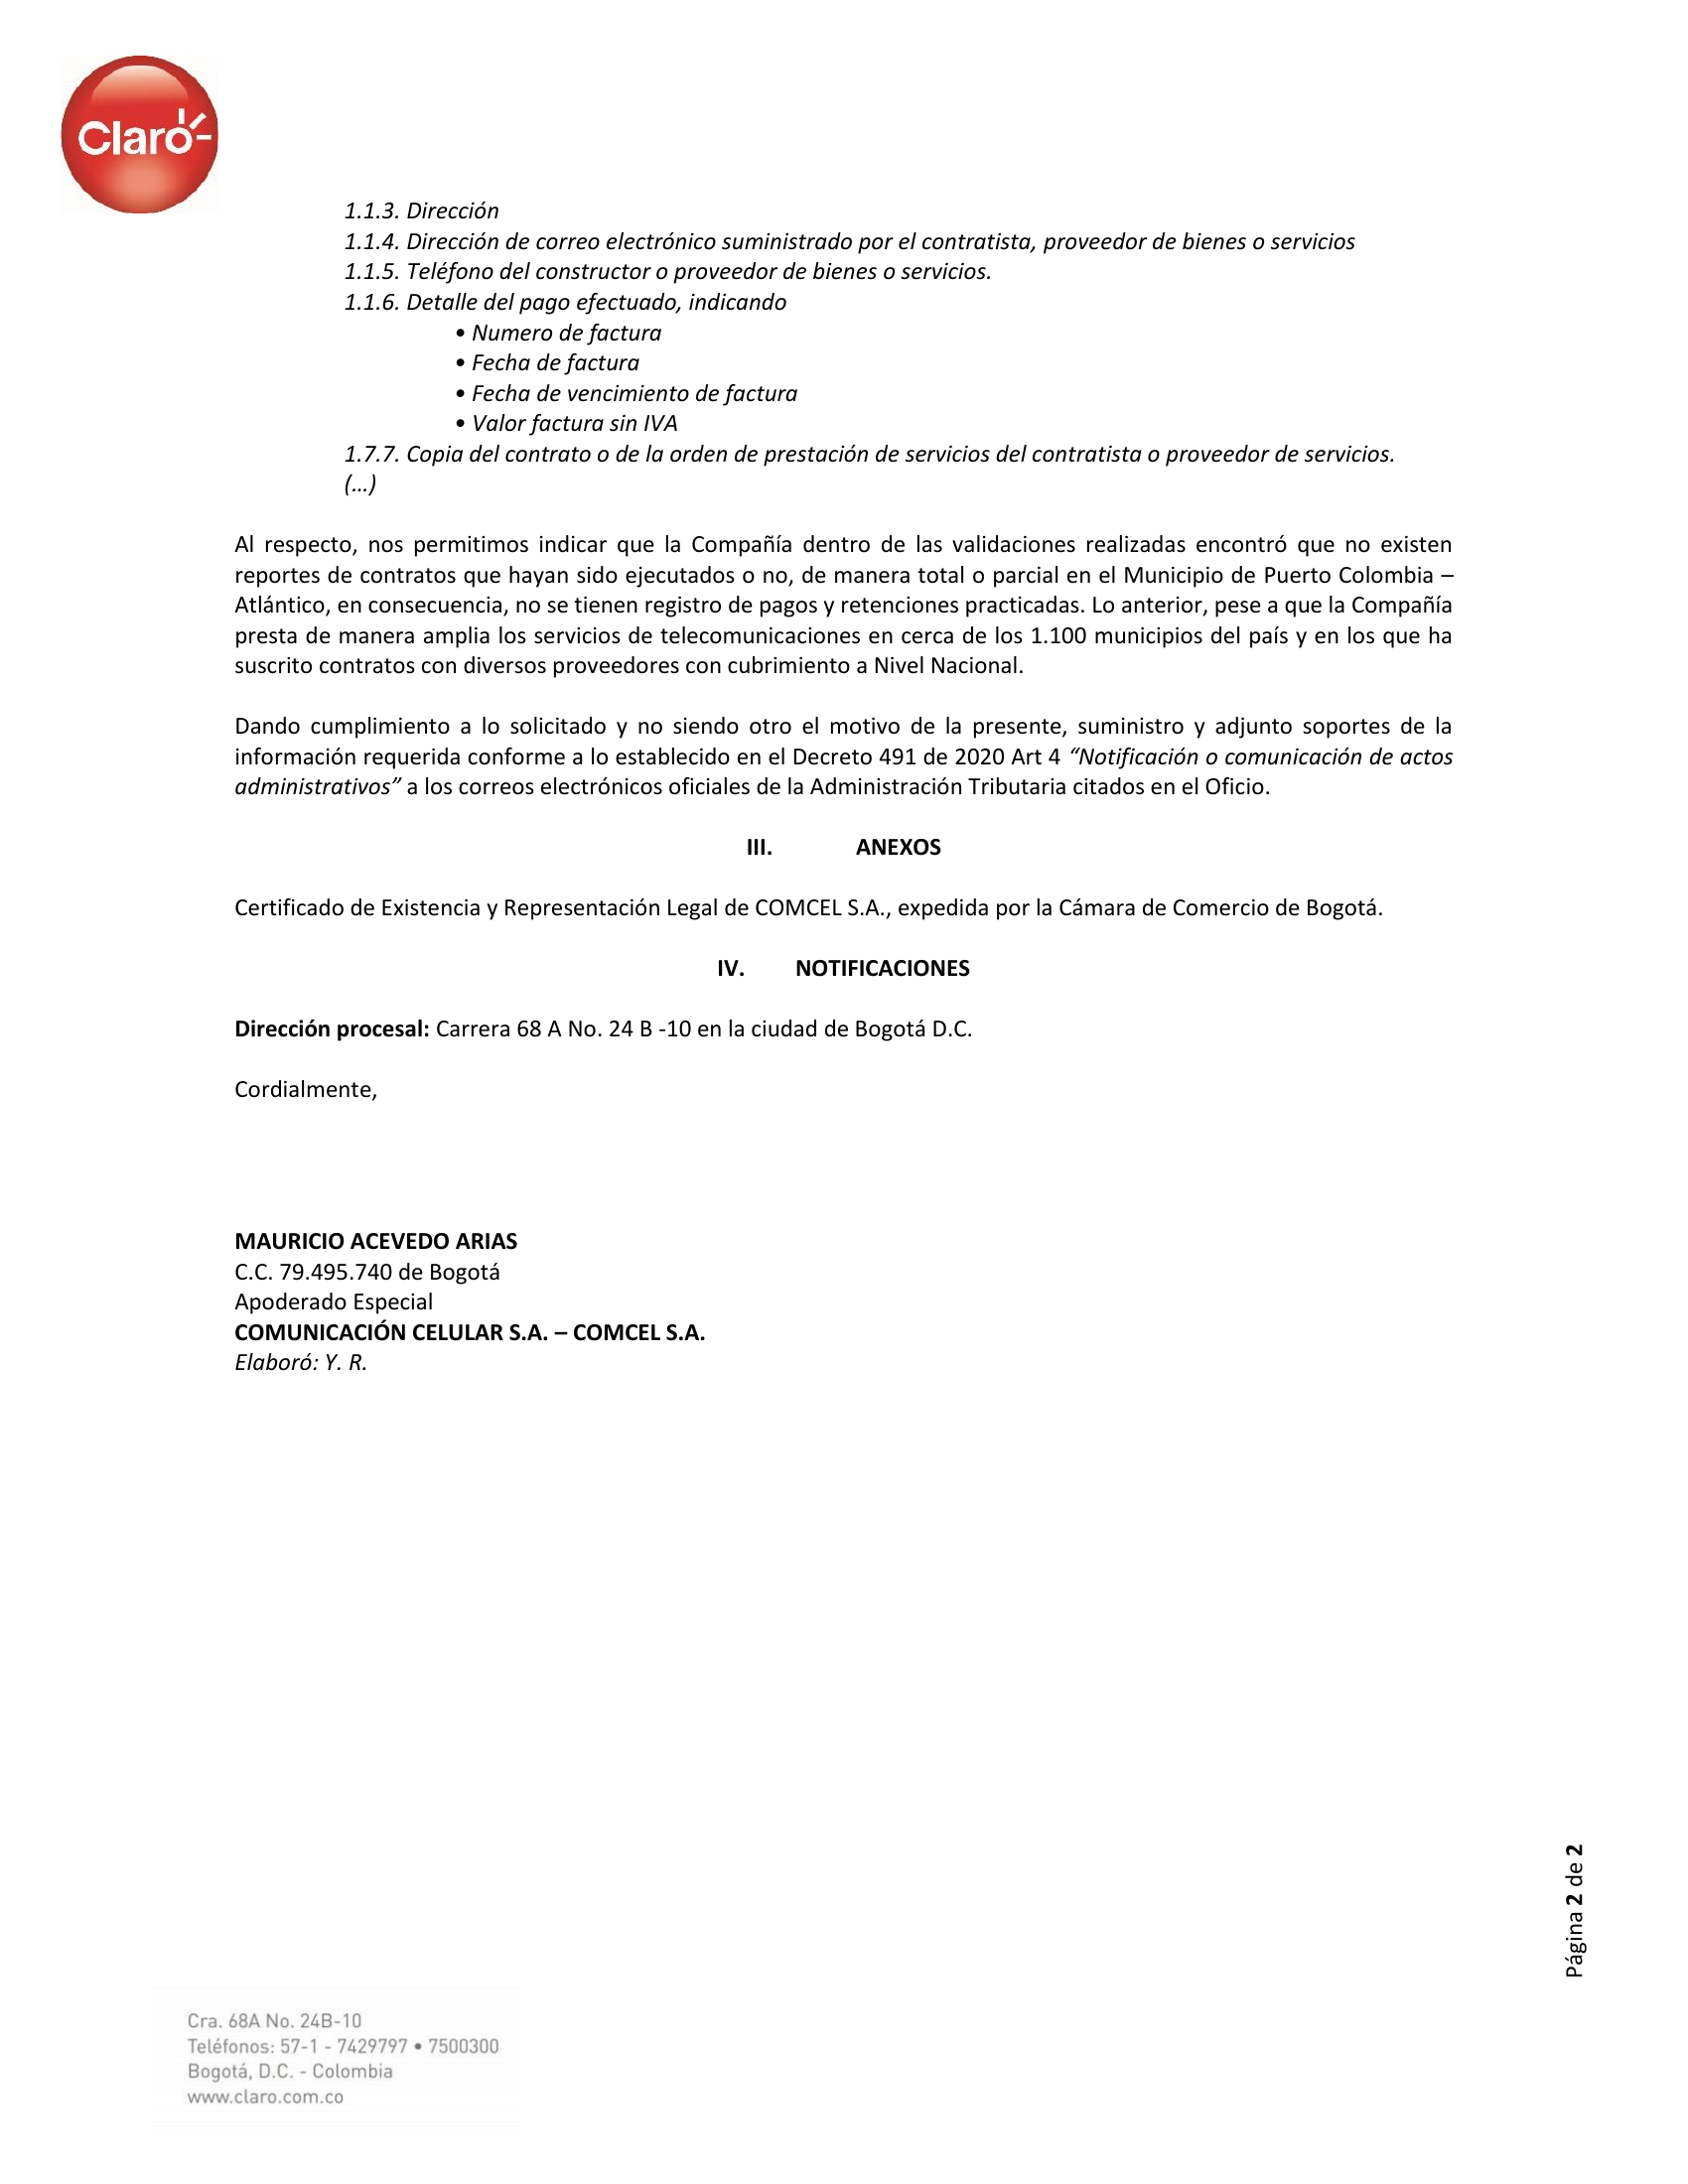 Claro
1.1.3. Dirección
1.1.4. Dirección de correo electrónico suministrado por el contratista, proveedor de bienes o servicios
1.1.5. Teléfono del constructor o proveedor de bienes o servicios.
1.1.6. Detalle del pago efectuado, indicando
• Numero de factura
• Fecha de factura
• Fecha de vencimiento de factura
• Valor factura sin IVA
1.7.7. Copia del contrato o de la orden de prestación de servicios del contratista o proveedor de servicios.
(…)
Al respecto, nos permitimos indicar que la Compañía dentro de las validaciones realizadas encontró que no existen
reportes de contratos que hayan sido ejecutados o no, de manera total o parcial en el Municipio de Puerto Colombia –
Atlántico, en consecuencia, no se tienen registro de pagos y retenciones practicadas. Lo anterior, pese a que la Compañía
presta de manera amplia los servicios de telecomunicaciones en cerca de los 1.100 municipios del país y en los que ha
suscrito contratos con diversos proveedores con cubrimiento a Nivel Nacional.
Dando cumplimiento a lo solicitado y no siendo otro el motivo de la presente, suministro y adjunto soportes de la
información requerida conforme a lo establecido en el Decreto 491 de 2020 Art 4 “Notificación o comunicación de actos
administrativos” a los correos electrónicos oficiales de la Administración Tributaria citados en el Oficio.
III. ANEXOS
Certificado de Existencia y Representación Legal de COMCEL S.A., expedida por la Cámara de Comercio de Bogotá.
IV. NOTIFICACIONES
Dirección procesal: Carrera 68 A No. 24 B -10 en la ciudad de Bogotá D.C.
Cordialmente,
MAURICIO ACEVEDO ARIAS
C.C. 79.495.740 de Bogotá
Apoderado Especial
COMUNICACIÓN CELULAR S.A. – COMCEL S.A.
Elaboró: Y. R.
Página 2 de 2
Cra. 68A No. 24B-10
Teléfonos: 57-1 - 7429797 • 7500300
Bogotá, D.C. - Colombia
www.claro.com.co